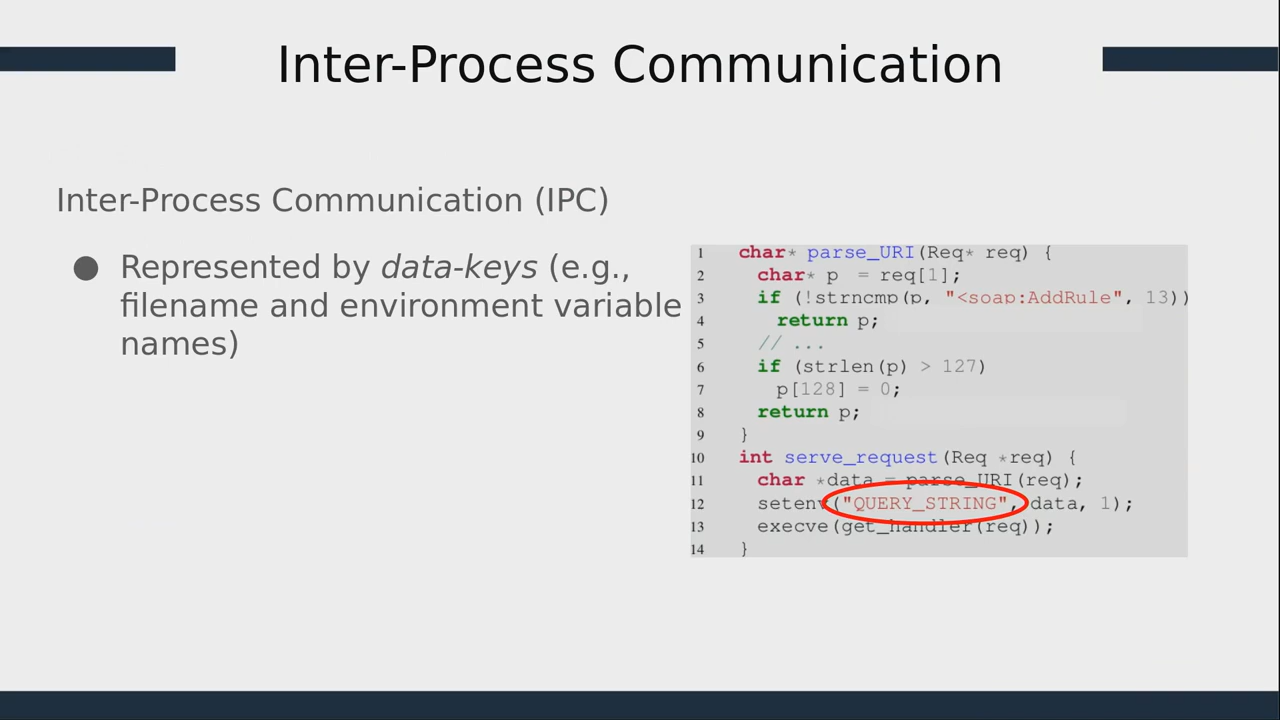 Inter-Process Communication
Inter-Process Communication (IPC)
● Represented by data-keys (e.g.,
filename and environment variable
names)
1 char* parse_URI(Req* req) {
2 char* p = req[1];
3 if (!strncmp(p, "<soap:AddRule", 13))
4 return p;
5 // ...
6 if (strlen(p) > 127)
7 p[128] = 0;
8 return p;
9 }
10 int serve_request(Req *req) {
11 char *data = parse_URI(req);
12 setenv("QUERY_STRING", data, 1);
13 execve(get_handler(req));
14 }